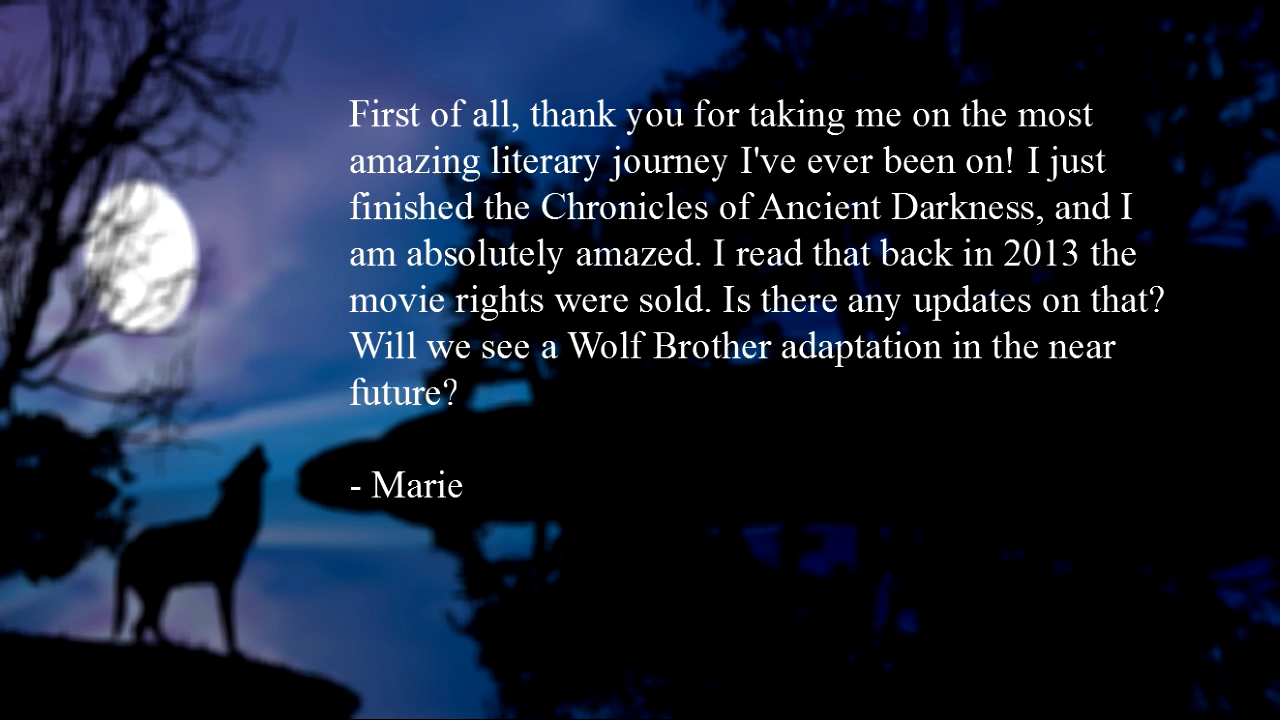 First of all, thank you for taking me on the most
amazing literary journey I've ever been on! I just
finished the Chronicles of Ancient Darkness, and I
am absolutely amazed. I read that back in 2013 the
movie rights were sold. Is there any updates on that?
Will we see a Wolf Brother adaptation in the near
future?
- Marie